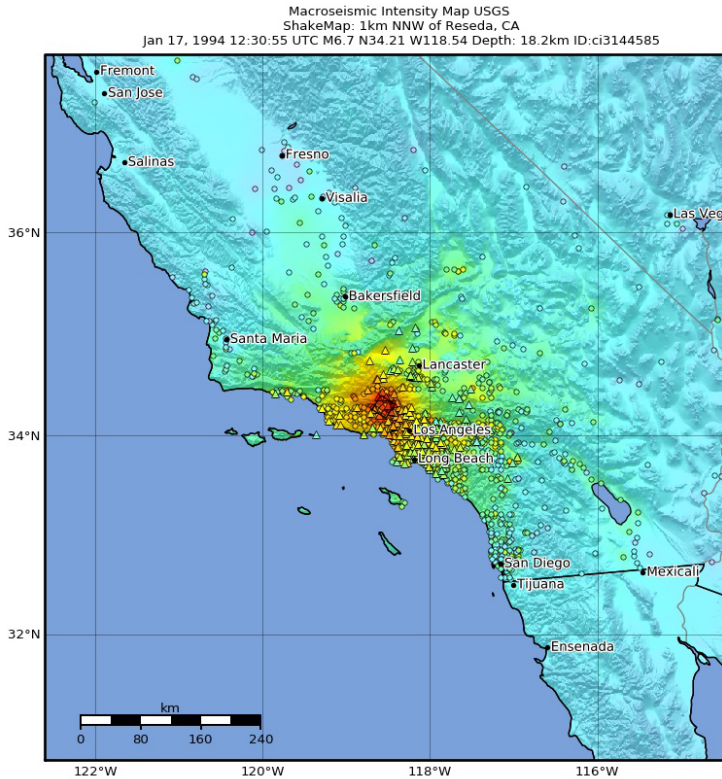 Macroseismic Intensity Map USGS
ShakeMap: 1km NNW of Reseda, CA
Jan 17, 1994 12:30:55 UTC M6.7 N34.21 W118.54 Depth: 18.2km ID:ci3144585
Fremont
San Jose
Salinas
Fresno
Visalia
Las Veg
36°N
Bakersfield
Santa Maria
Lancaster
34°N
Los Angeles
Long Beach
San Diego
Mexicali
Tijuana
32°N
Ensenada
km
0 80 160 240
122°W 120°W 118°W 116°W